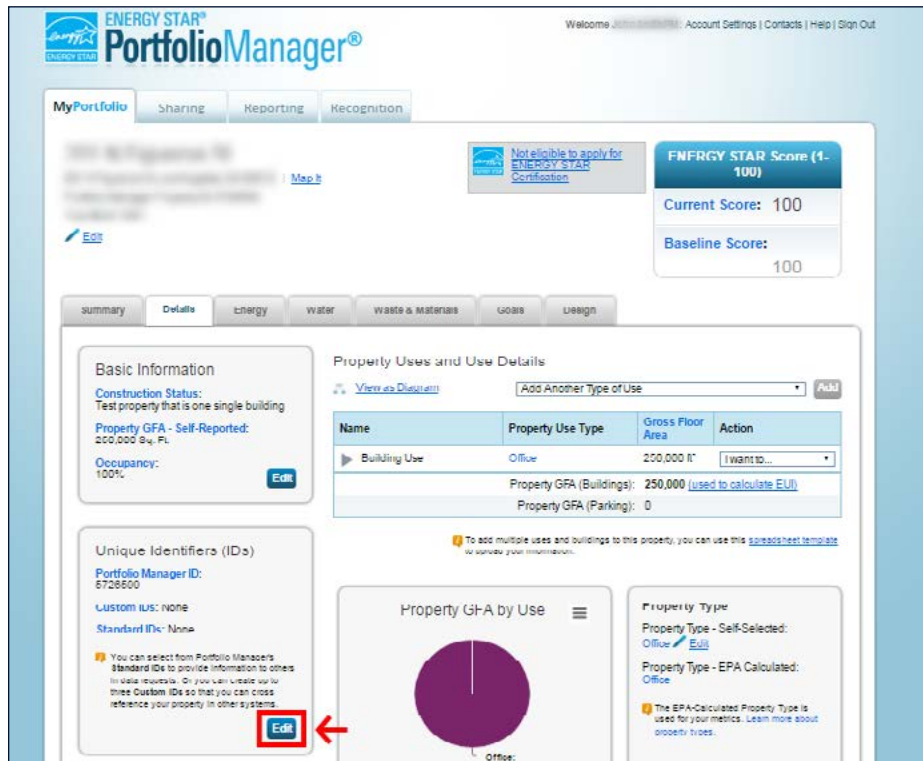 ENERGY STAR®
PortfolioManager®
Welcome Account Settings | Contacts | Help | Sign Out
MyPortfolio Sharing Reporting Recognition
| Map It
Edit
Not eligible to apply for
ENERGY STAR
Certification
ENERGY STAR Score (1-
100)
Current Score: 100
Baseline Score:
100
Summary Details Energy Water Waste & Materials Goals Design
Basic Information
Construction Status:
Test property that is one single building
Property GFA - Self-Reported:
250,000 Sq. Ft.
Occupancy:
100%
Edit
Property Uses and Use Details
View as Diagram Add Another Type of Use Add
Name Property Use Type Gross Floor Area Action
Building Use Office 250,000 ft² I want to...
Property GFA (Buildings): 250,000 (used to calculate EUI)
Property GFA (Parking): 0
To add multiple uses and buildings to this property, you can use this spreadsheet template
to upload your information.
Unique Identifiers (IDs)
Portfolio Manager ID:
5726500
Custom IDs: None
Standard IDs: None
You can select from Portfolio Manager's
Standard IDs to provide information to others
in data requests. Or you can create up to
three Custom IDs so that you can cross
reference your property in other systems.
Edit
Property GFA by Use
Office:
Property Type
Property Type - Self-Selected:
Office Edit
Property Type - EPA Calculated:
Office
The EPA-Calculated Property Type is
used for your metrics. Learn more about
property types.